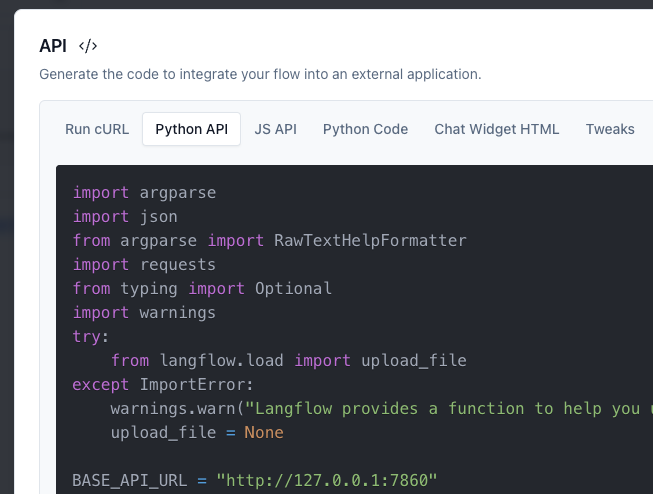 API </>
Generate the code to integrate your flow into an external application.
Run cURL Python API JS API Python Code Chat Widget HTML Tweaks
import argparse
import json
from argparse import RawTextHelpFormatter
import requests
from typing import Optional
import warnings
try:
    from langflow.load import upload_file
except ImportError:
    warnings.warn("Langflow provides a function to help you
    upload_file = None
BASE_API_URL = "http://127.0.0.1:7860"